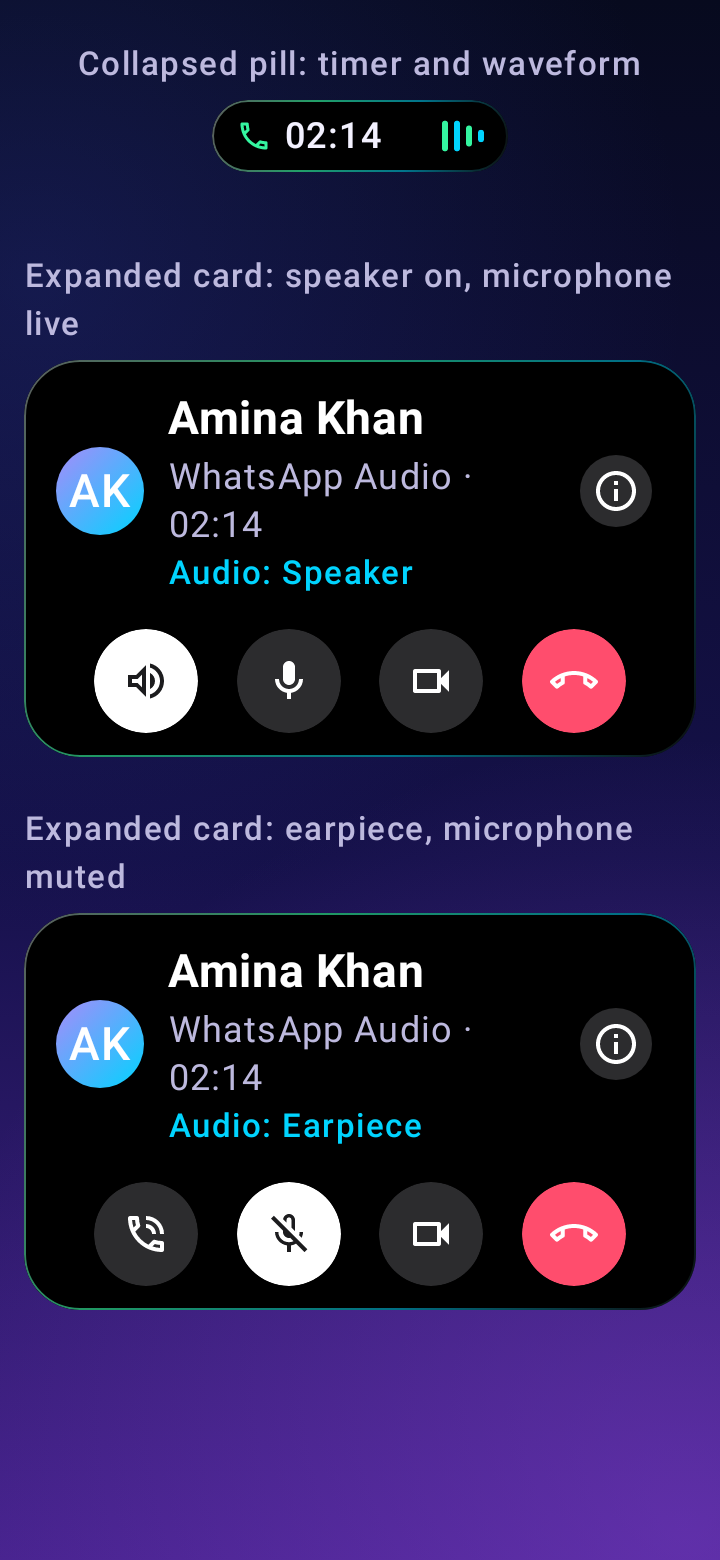 Collapsed pill: timer and waveform
02:14
Expanded card: speaker on, microphone
live
Amina Khan
AK
WhatsApp Audio ·
02:14
Audio: Speaker
Expanded card: earpiece, microphone
muted
Amina Khan
AK
WhatsApp Audio ·
02:14
Audio: Earpiece